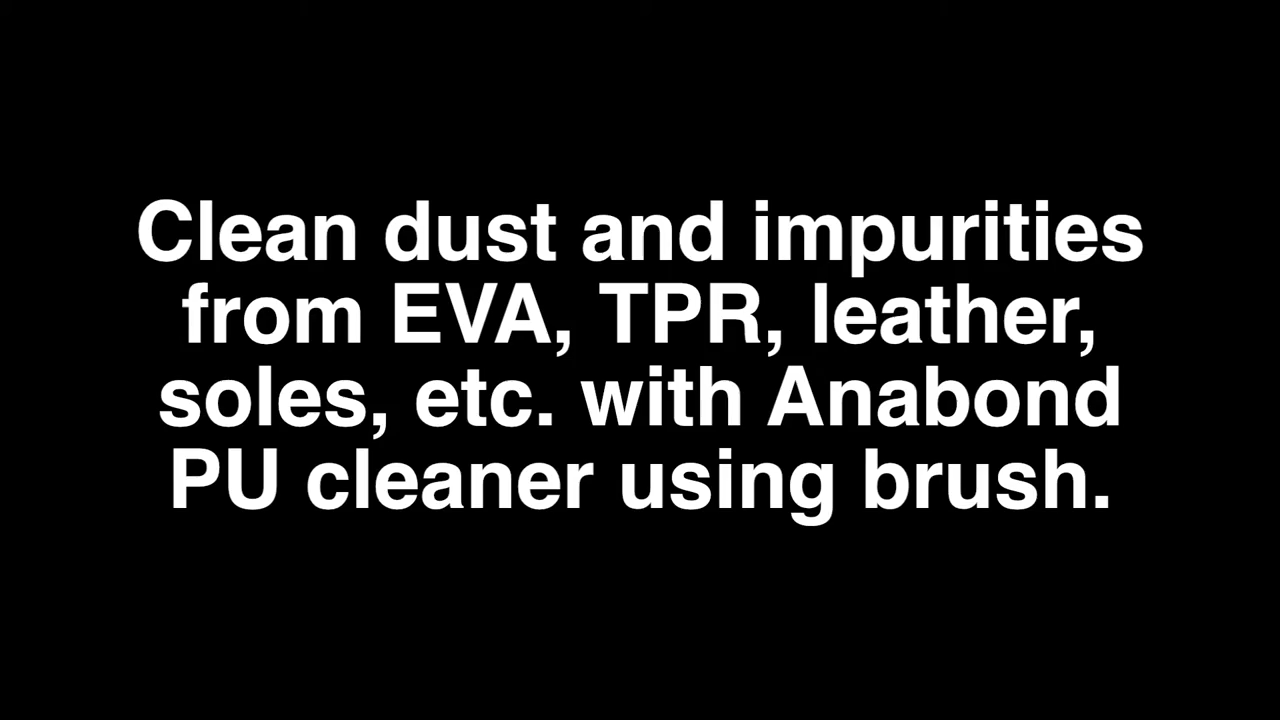 Clean dust and impurities
from EVA, TPR, leather,
soles, etc. with Anabond
PU cleaner using brush.